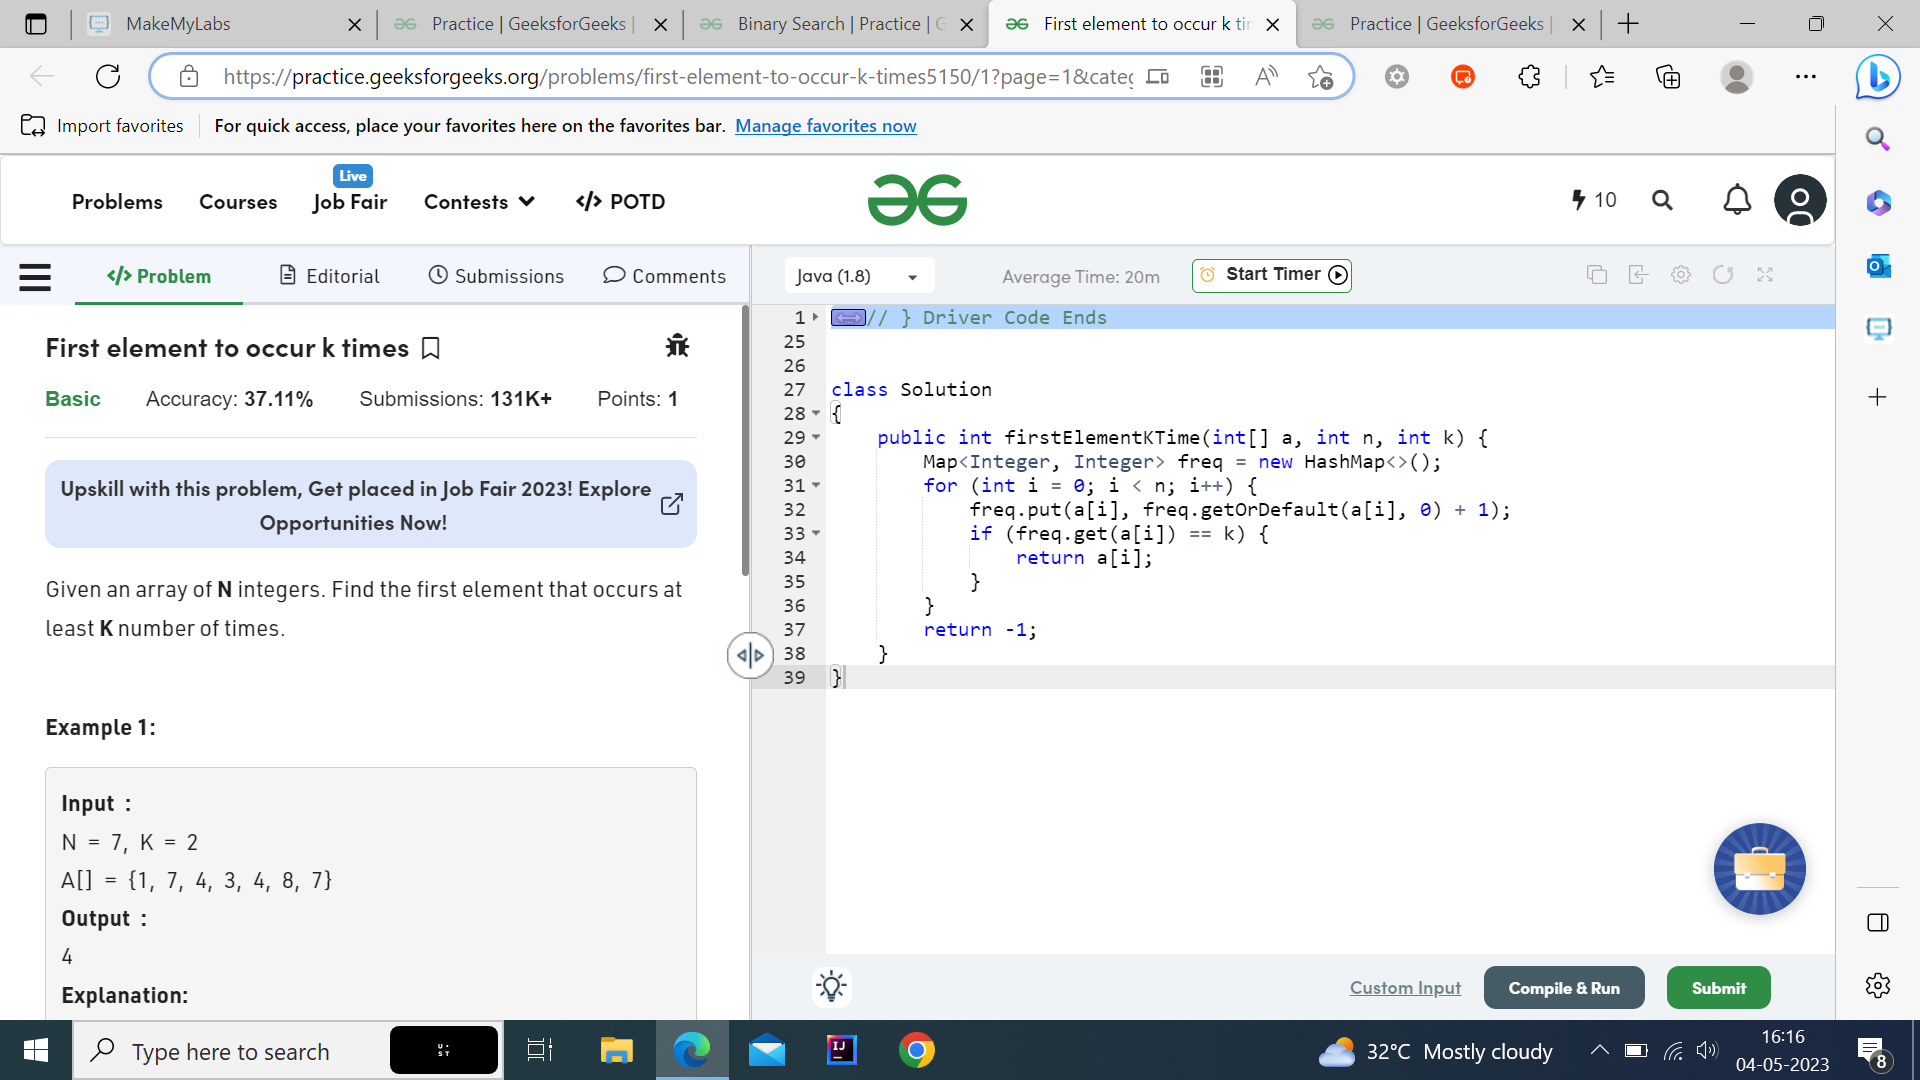 MakeMyLabs
Practice | GeeksforGeeks |
Binary Search | Practice | G
First element to occur k tir
Practice | GeeksforGeeks |
https://practice.geeksforgeeks.org/problems/first-element-to-occur-k-times5150/1?page=1&categ
Import favorites
For quick access, place your favorites here on the favorites bar. Manage favorites now
Live
Problems
Courses
Job Fair
Contests
</> POTD
10
</> Problem
Editorial
Submissions
Comments
Java (1.8)
Average Time: 20m
Start Timer
First element to occur k times
Basic
Accuracy: 37.11%
Submissions: 131K+
Points: 1
Upskill with this problem, Get placed in Job Fair 2023! Explore
Opportunities Now!
Given an array of N integers. Find the first element that occurs at
least K number of times.
Example 1:
Input :
N = 7, K = 2
A[] = {1, 7, 4, 3, 4, 8, 7}
Output :
4
Explanation:
1 // } Driver Code Ends
25
26
27 class Solution
28 {
29 public int firstElementKTime(int[] a, int n, int k) {
30 Map<Integer, Integer> freq = new HashMap<>();
31 for (int i = 0; i < n; i++) {
32 freq.put(a[i], freq.getOrDefault(a[i], 0) + 1);
33 if (freq.get(a[i]) == k) {
34 return a[i];
35 }
36 }
37 return -1;
38 }
39 }
Custom Input
Compile & Run
Submit
Type here to search
32°C Mostly cloudy
16:16
04-05-2023
8